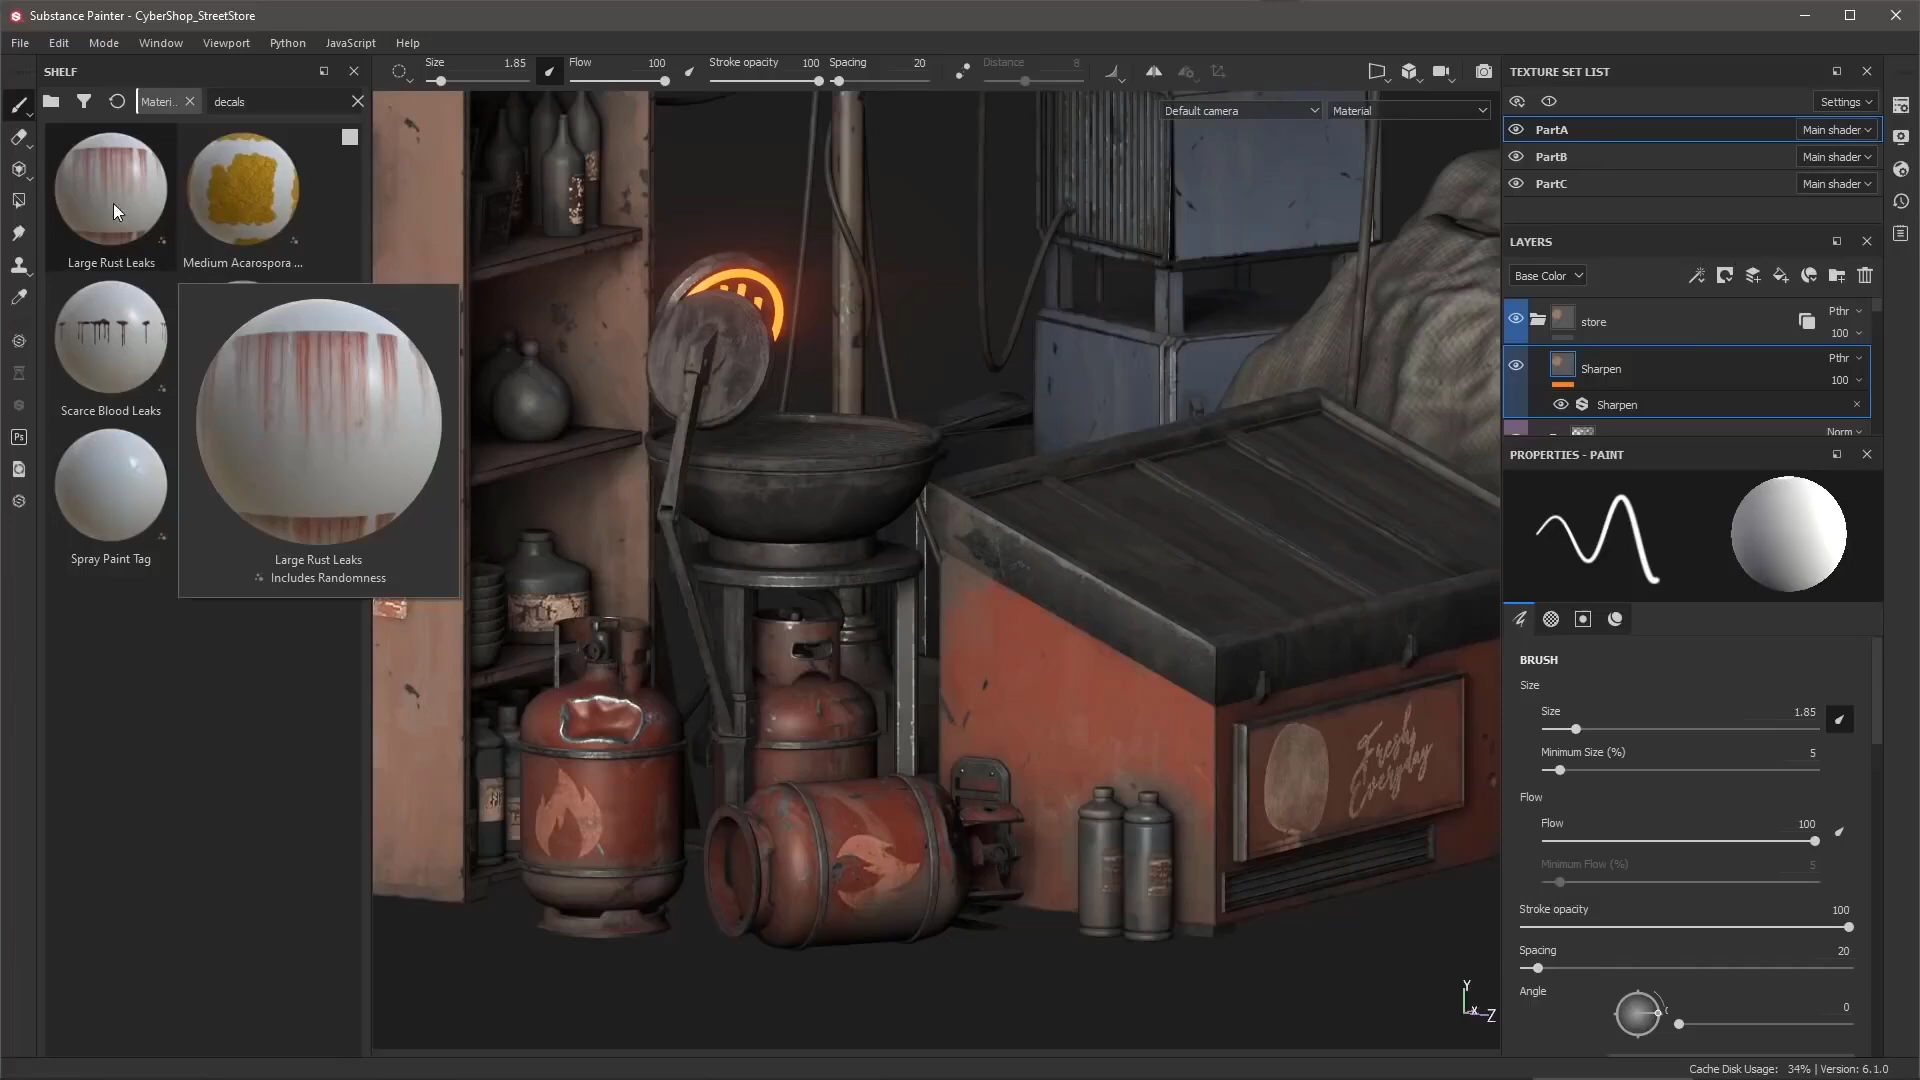 Substance Painter - CyberShop_StreetStore
File Edit Mode Window Viewport Python JavaScript Help
SHELF
Materi..
decals
Large Rust Leaks
Medium Acarospora ...
Scarce Blood Leaks
Spray Paint Tag
Large Rust Leaks
Includes Randomness
Size 1.85
Flow 100
Stroke opacity 100
Spacing 20
Distance 8
Default camera
Material
Fresh
Everyday
Y
X
Z
TEXTURE SET LIST
Settings
PartA Main shader
PartB Main shader
PartC Main shader
LAYERS
Base Color
store Pthr
100
Sharpen Pthr
100
Sharpen
Norm
PROPERTIES - PAINT
BRUSH
Size
Size 1.85
Minimum Size (%) 5
Flow
Flow 100
Minimum Flow (%) 5
Stroke opacity 100
Spacing 20
Angle
0
Ps
Cache Disk Usage: 34% | Version: 6.1.0